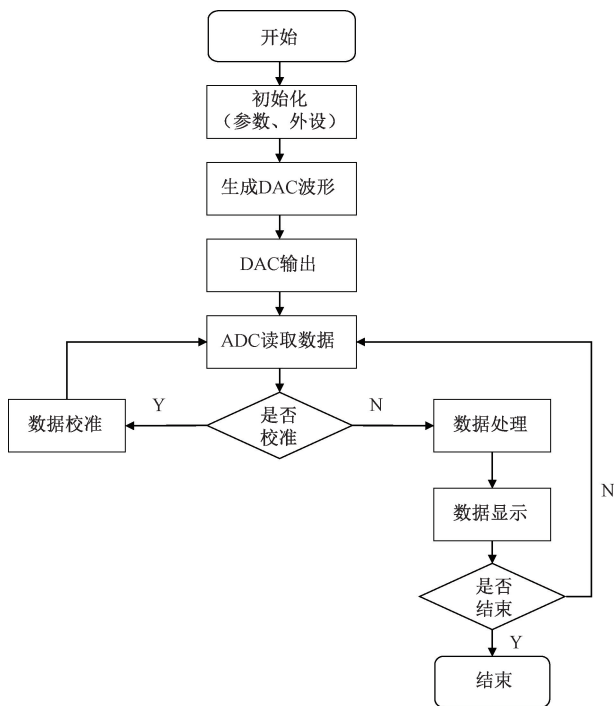 开始
初始化
（参数、外设）
生成DAC波形
DAC输出
ADC读取数据
Y
是否
校准
N
数据校准
数据处理
数据显示
N
是否
结束
Y
结束